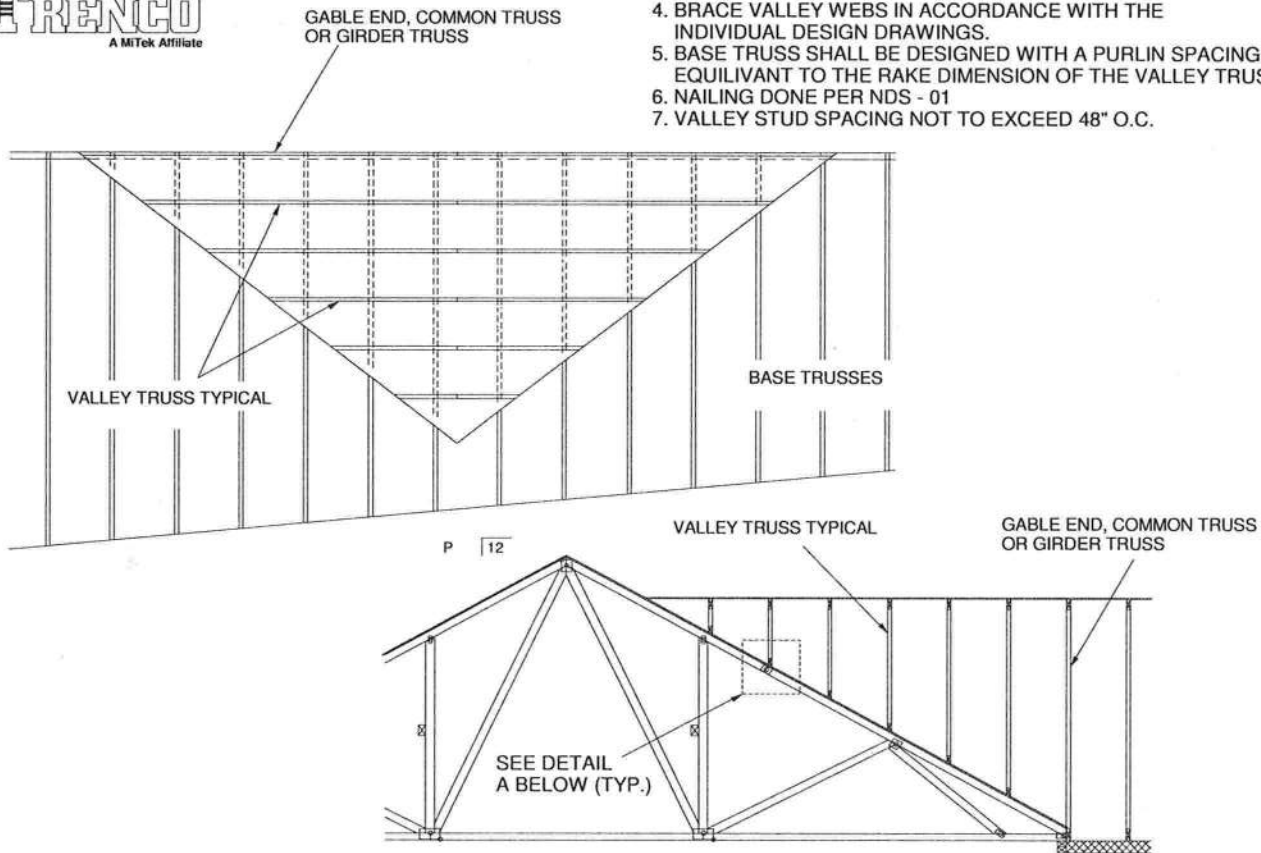 TRENCO
A MiTek Affiliate
GABLE END, COMMON TRUSS
OR GIRDER TRUSS
4. BRACE VALLEY WEBS IN ACCORDANCE WITH THE
INDIVIDUAL DESIGN DRAWINGS.
5. BASE TRUSS SHALL BE DESIGNED WITH A PURLIN SPACING
EQUILIVANT TO THE RAKE DIMENSION OF THE VALLEY TRUS
6. NAILING DONE PER NDS - 01
7. VALLEY STUD SPACING NOT TO EXCEED 48" O.C.
VALLEY TRUSS TYPICAL
BASE TRUSSES
P 12
VALLEY TRUSS TYPICAL
GABLE END, COMMON TRUSS
OR GIRDER TRUSS
SEE DETAIL
A BELOW (TYP.)